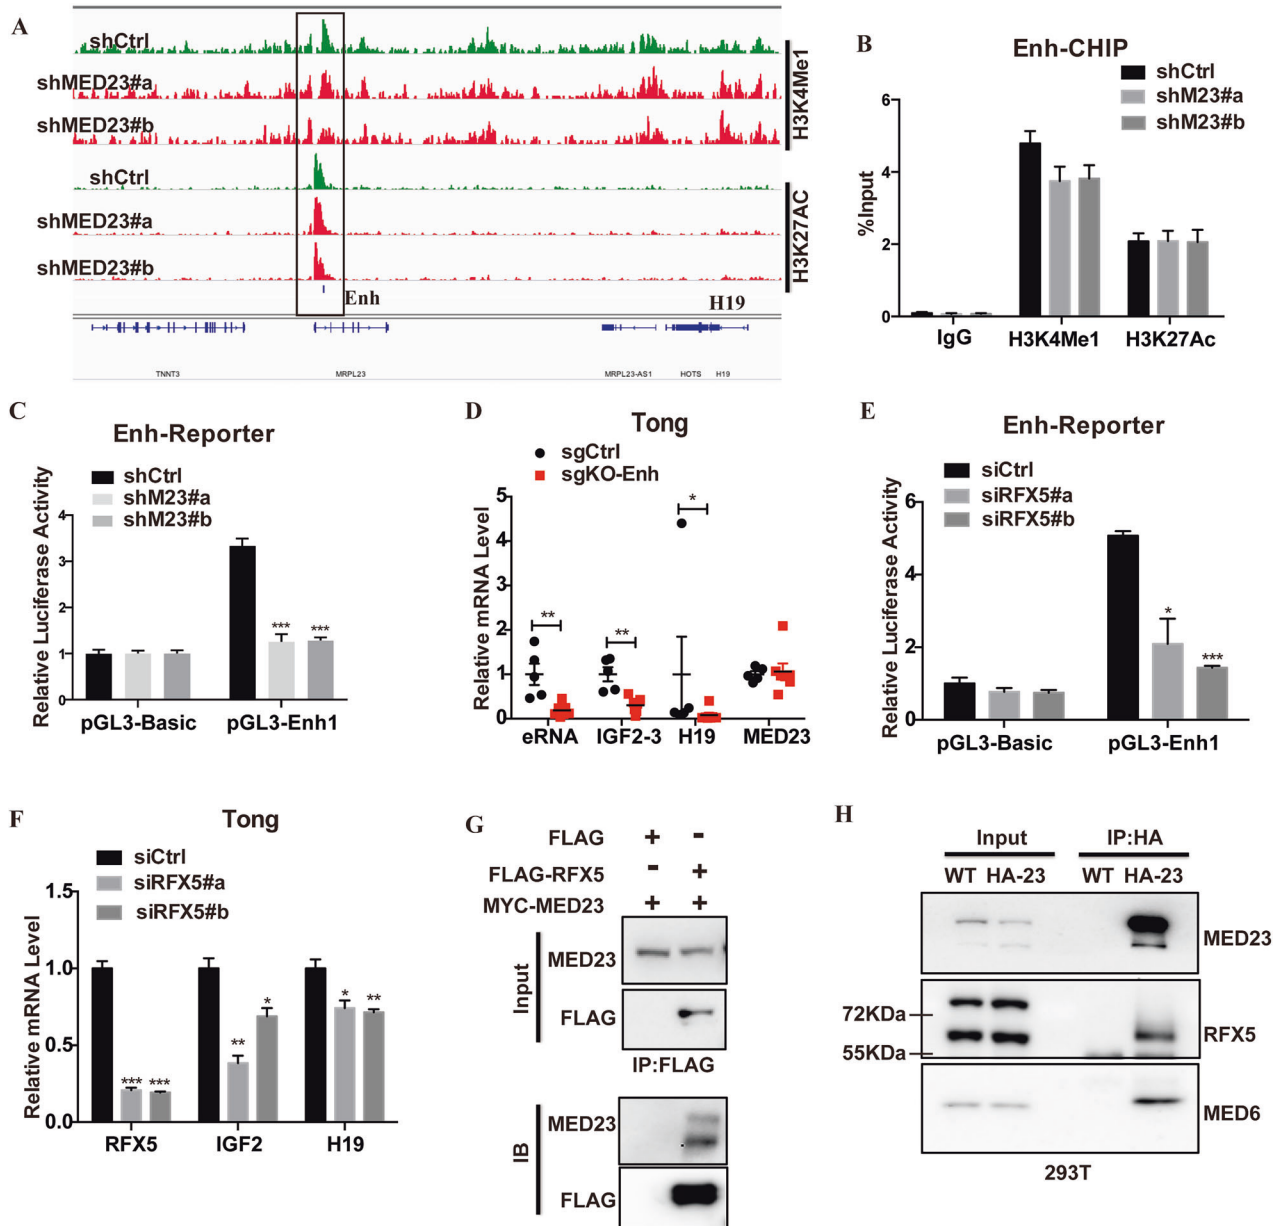 A
shCtrl
shMED23#a
shMED23#b
H3K4Me1
shCtrl
shMED23#a
shMED23#b
H3K27AC
Enh
H19
TNNT3
MRPL23
MRPL23-AS1
HOTS
H19
B
Enh-CHIP
shCtrl
shM23#a
shM23#b
%Input
6
4
2
0
IgG
H3K4Me1
H3K27Ac
C
Enh-Reporter
shCtrl
shM23#a
shM23#b
Relative Luciferase Activity
4
3
2
1
0
*** ***
pGL3-Basic
pGL3-Enh1
D
Tong
sgCtrl
sgKO-Enh
Relative mRNA Level
5
4
3
2
1
0
**
**
*
eRNA
IGF2-3
H19
MED23
E
Enh-Reporter
siCtrl
siRFX5#a
siRFX5#b
Relative Luciferase Activity
6
4
2
0
*
***
pGL3-Basic
pGL3-Enh1
F
Tong
siCtrl
siRFX5#a
siRFX5#b
Relative mRNA Level
1.5
1.0
0.5
0.0
*** ***
**
*
*
**
RFX5
IGF2
H19
G
FLAG + -
FLAG-RFX5 - +
MYC-MED23 + +
Input
MED23
FLAG
IP:FLAG
IB
MED23
FLAG
H
Input
IP:HA
WT HA-23 WT HA-23
MED23
72KDa
55KDa
RFX5
MED6
293T